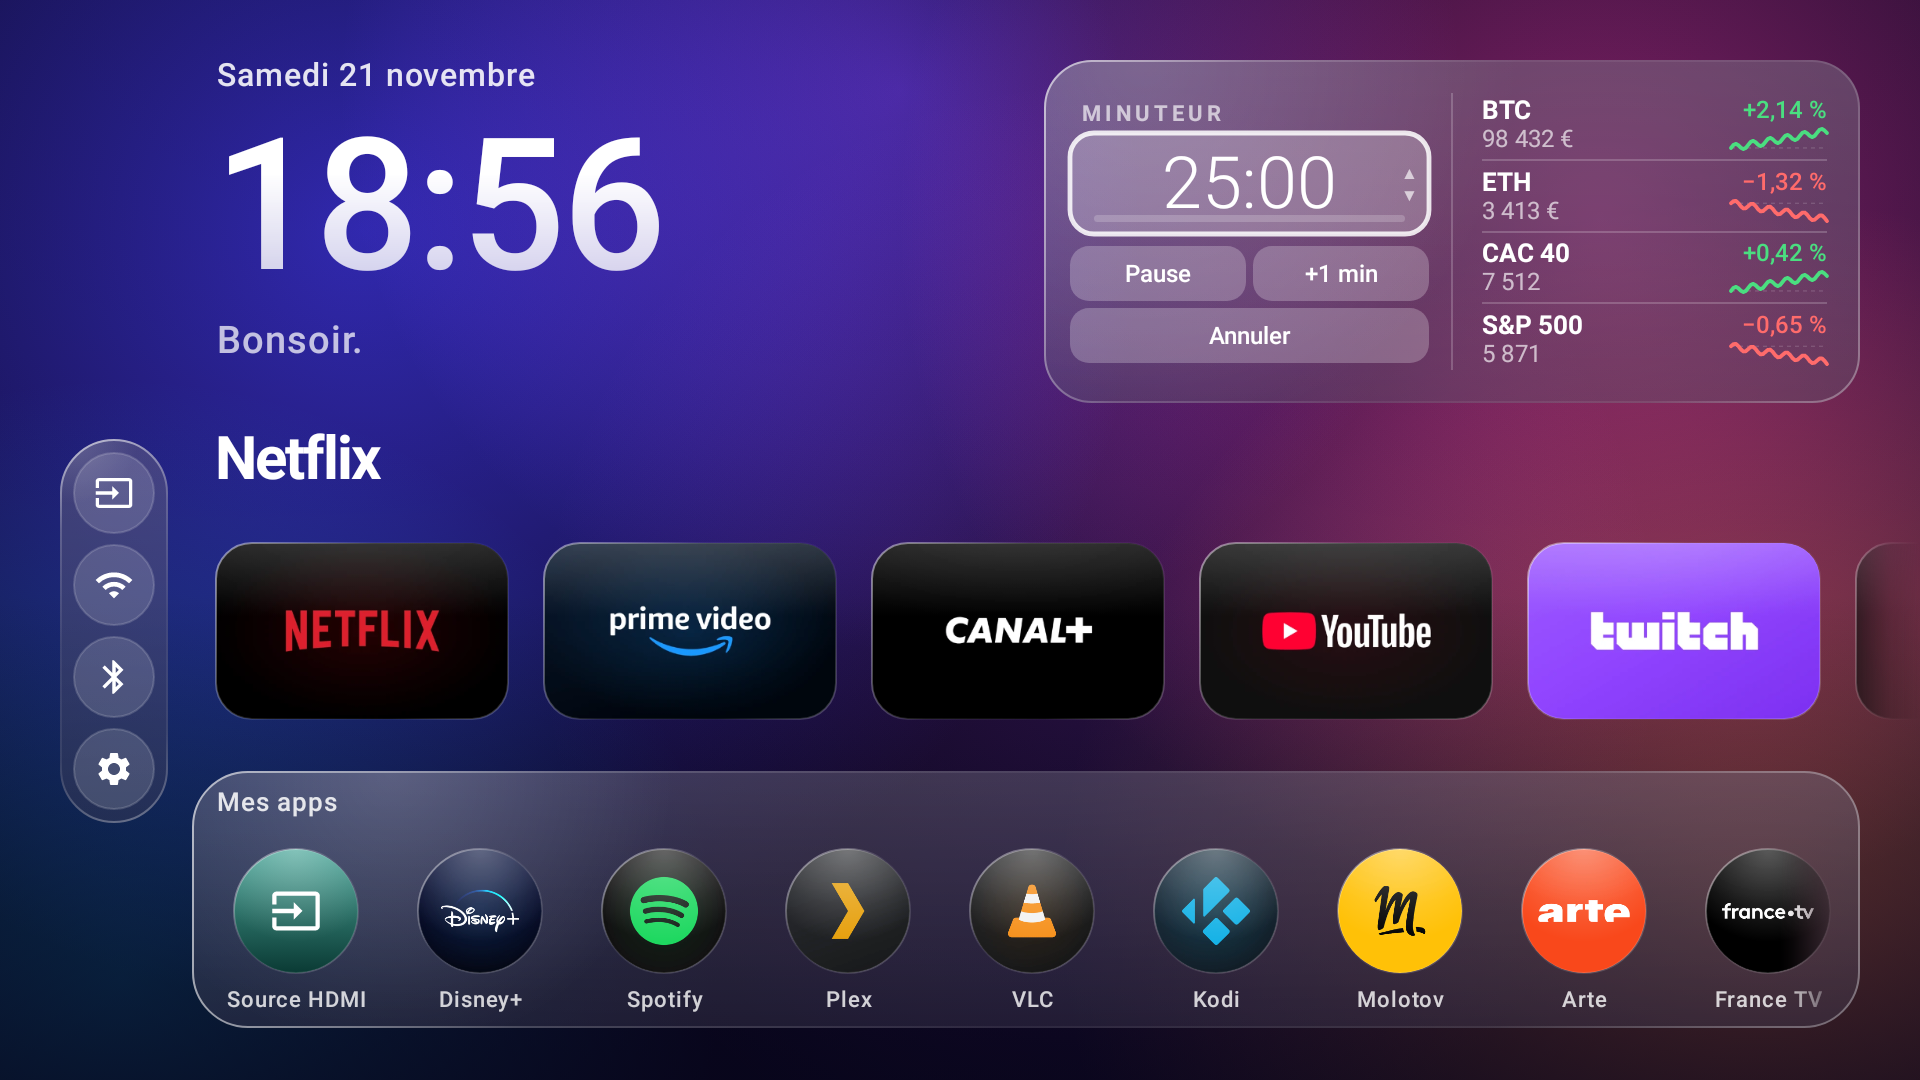 Samedi 21 novembre
18:56
Bonsoir.
MINUTEUR
25:00
Pause
+1 min
Annuler
BTC
+2,14 %
98 432 €
ETH
−1,32 %
3 413 €
CAC 40
+0,42 %
7 512
S&P 500
−0,65 %
5 871
Netflix
NETFLIX
prime video
CANAL+
YouTube
twitch
Mes apps
Disney+
M.
arte
france•tv
Source HDMI
Disney+
Spotify
Plex
VLC
Kodi
Molotov
Arte
France TV